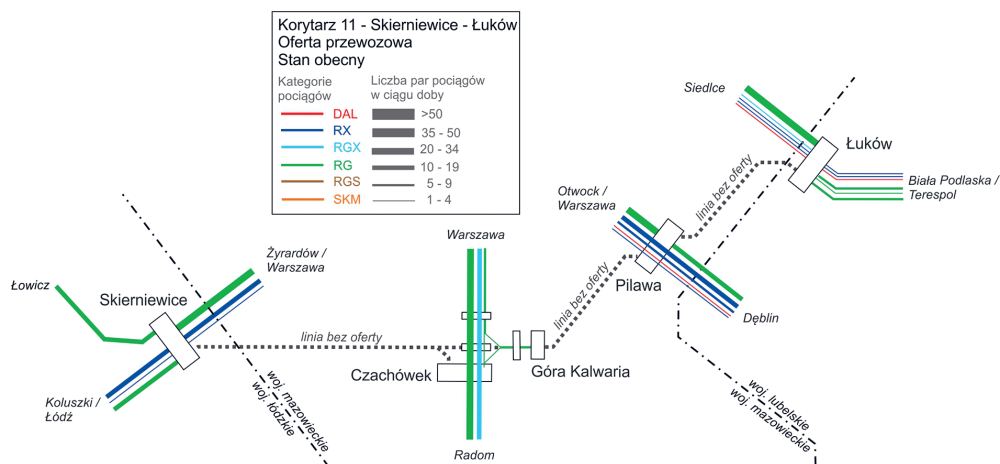 Korytarz 11 - Skierniewice - Łuków
Oferta przewozowa
Stan obecny
Kategorie
pociągów
Liczba par pociągów
w ciągu doby
DAL
>50
RX
35 - 50
RGX
20 - 34
RG
10 - 19
RGS
5 - 9
SKM
1 - 4
Siedlce
Łuków
Biała Podlaska /
Terespol
linia bez oferty
Otwock /
Warszawa
Pilawa
Dęblin
linia bez oferty
Warszawa
Żyrardów /
Warszawa
Łowicz
Skierniewice
linia bez oferty
Czachówek
Góra Kalwaria
Koluszki /
Łódź
Radom
woj. mazowieckie
woj. łódzkie
woj. lubelskie
woj. mazowieckie